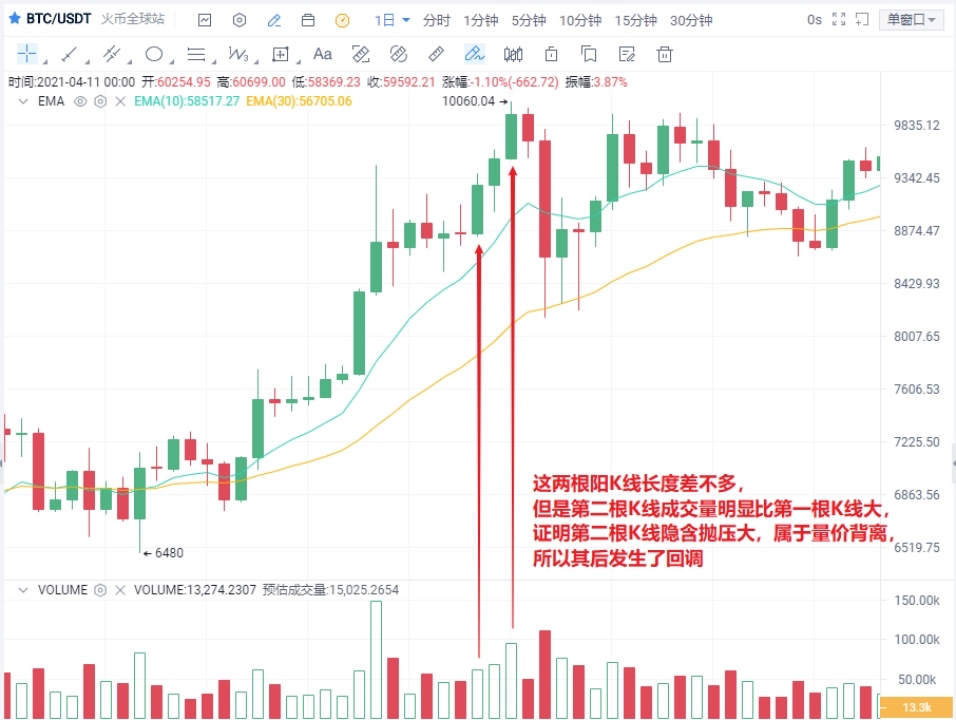 BTC/USDT 火币全球站 1日 分时 1分钟 5分钟 10分钟 15分钟 30分钟 0s 单窗口
Aa
时间:2021-04-11 00:00 开:60254.95 高:60699.00 低:58369.23 收:59592.21 涨幅:-1.10%(-662.72) 振幅:3.87%
EMA EMA(10):58517.27 EMA(30):56705.06
10060.04
9835.12
9342.45
8874.47
8429.93
8007.65
7606.53
7225.50
6863.56
6519.75
6480
这两根阳K线长度差不多，
但是第二根K线成交量明显比第一根K线大，
证明第二根K线隐含抛压大，属于量价背离，
所以其后发生了回调
VOLUME VOLUME:13,274.2307 预估成交量:15,025.2654
150.00k
100.00k
50.00k
13.3k